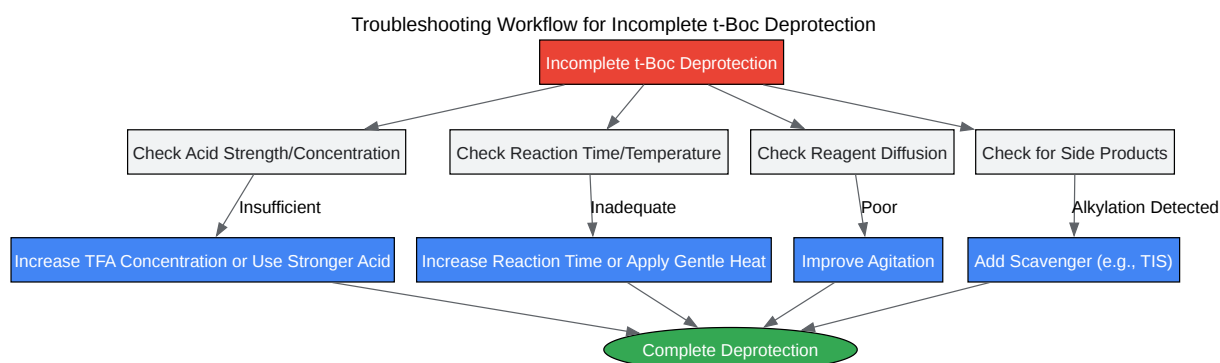 Troubleshooting Workflow for Incomplete t-Boc Deprotection
Incomplete t-Boc Deprotection
Check Acid Strength/Concentration
Check Reaction Time/Temperature
Check Reagent Diffusion
Check for Side Products
Insufficient
Inadequate
Poor
Alkylation Detected
Increase TFA Concentration or Use Stronger Acid
Increase Reaction Time or Apply Gentle Heat
Improve Agitation
Add Scavenger (e.g., TIS)
Complete Deprotection